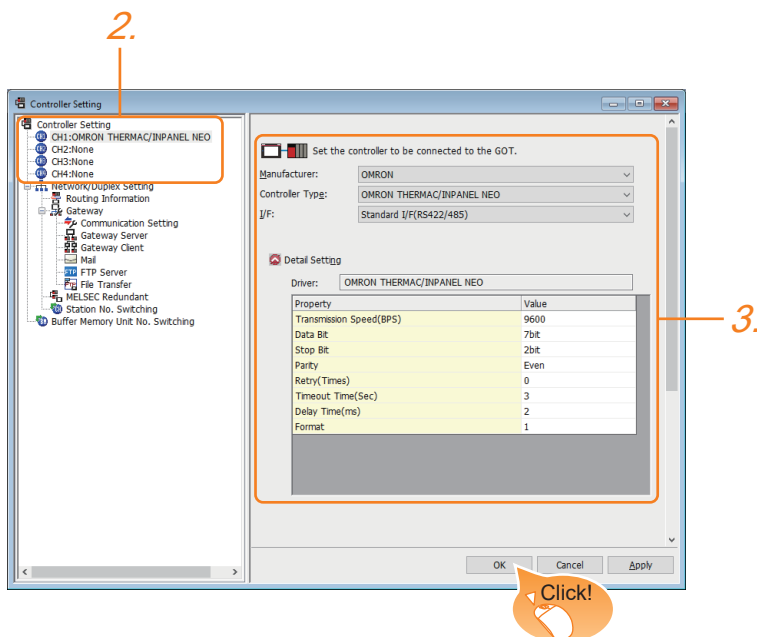 2.
Controller Setting
Controller Setting
CH1:OMRON THERMAC/INPANEL NEO
CH2:None
CH3:None
CH4:None
Network/Duplex Setting
Routing Information
Gateway
Communication Setting
Gateway Server
Gateway Client
Mail
FTP FTP Server
File Transfer
MELSEC Redundant
Station No. Switching
Buffer Memory Unit No. Switching
Set the controller to be connected to the GOT.
Manufacturer: OMRON
Controller Type: OMRON THERMAC/INPANEL NEO
I/F: Standard I/F(RS422/485)
Detail Setting
Driver: OMRON THERMAC/INPANEL NEO
Property Value
Transmission Speed(BPS) 9600
Data Bit 7bit
Stop Bit 2bit
Parity Even
Retry(Times) 0
Timeout Time(Sec) 3
Delay Time(ms) 2
Format 1
3.
OK Cancel Apply
Click!